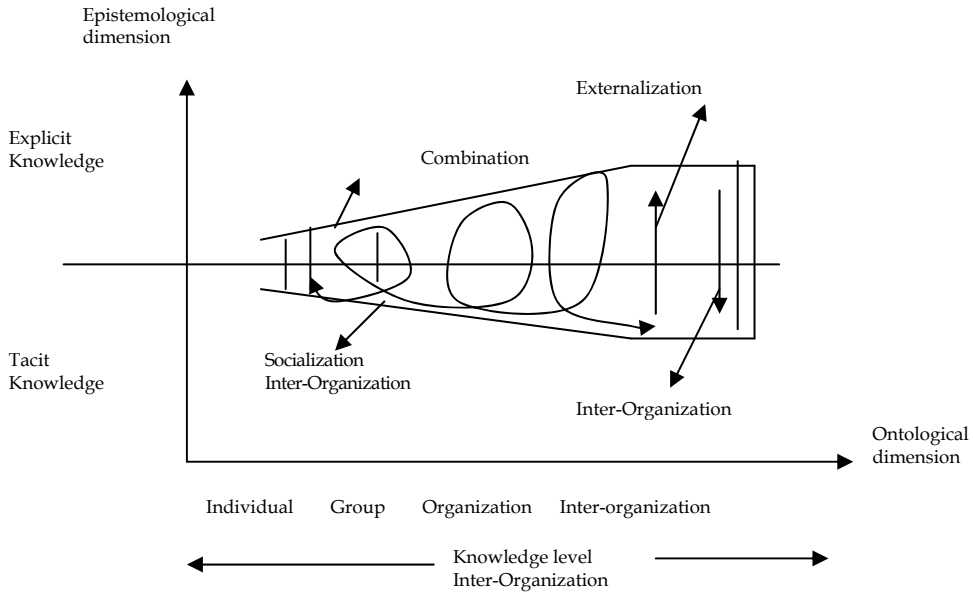 Epistemological
dimension
Externalization
Explicit
Knowledge
Combination
Tacit
Knowledge
Socialization
Inter-Organization
Inter-Organization
Ontological
dimension
Individual Group Organization Inter-organization
Knowledge level
Inter-Organization